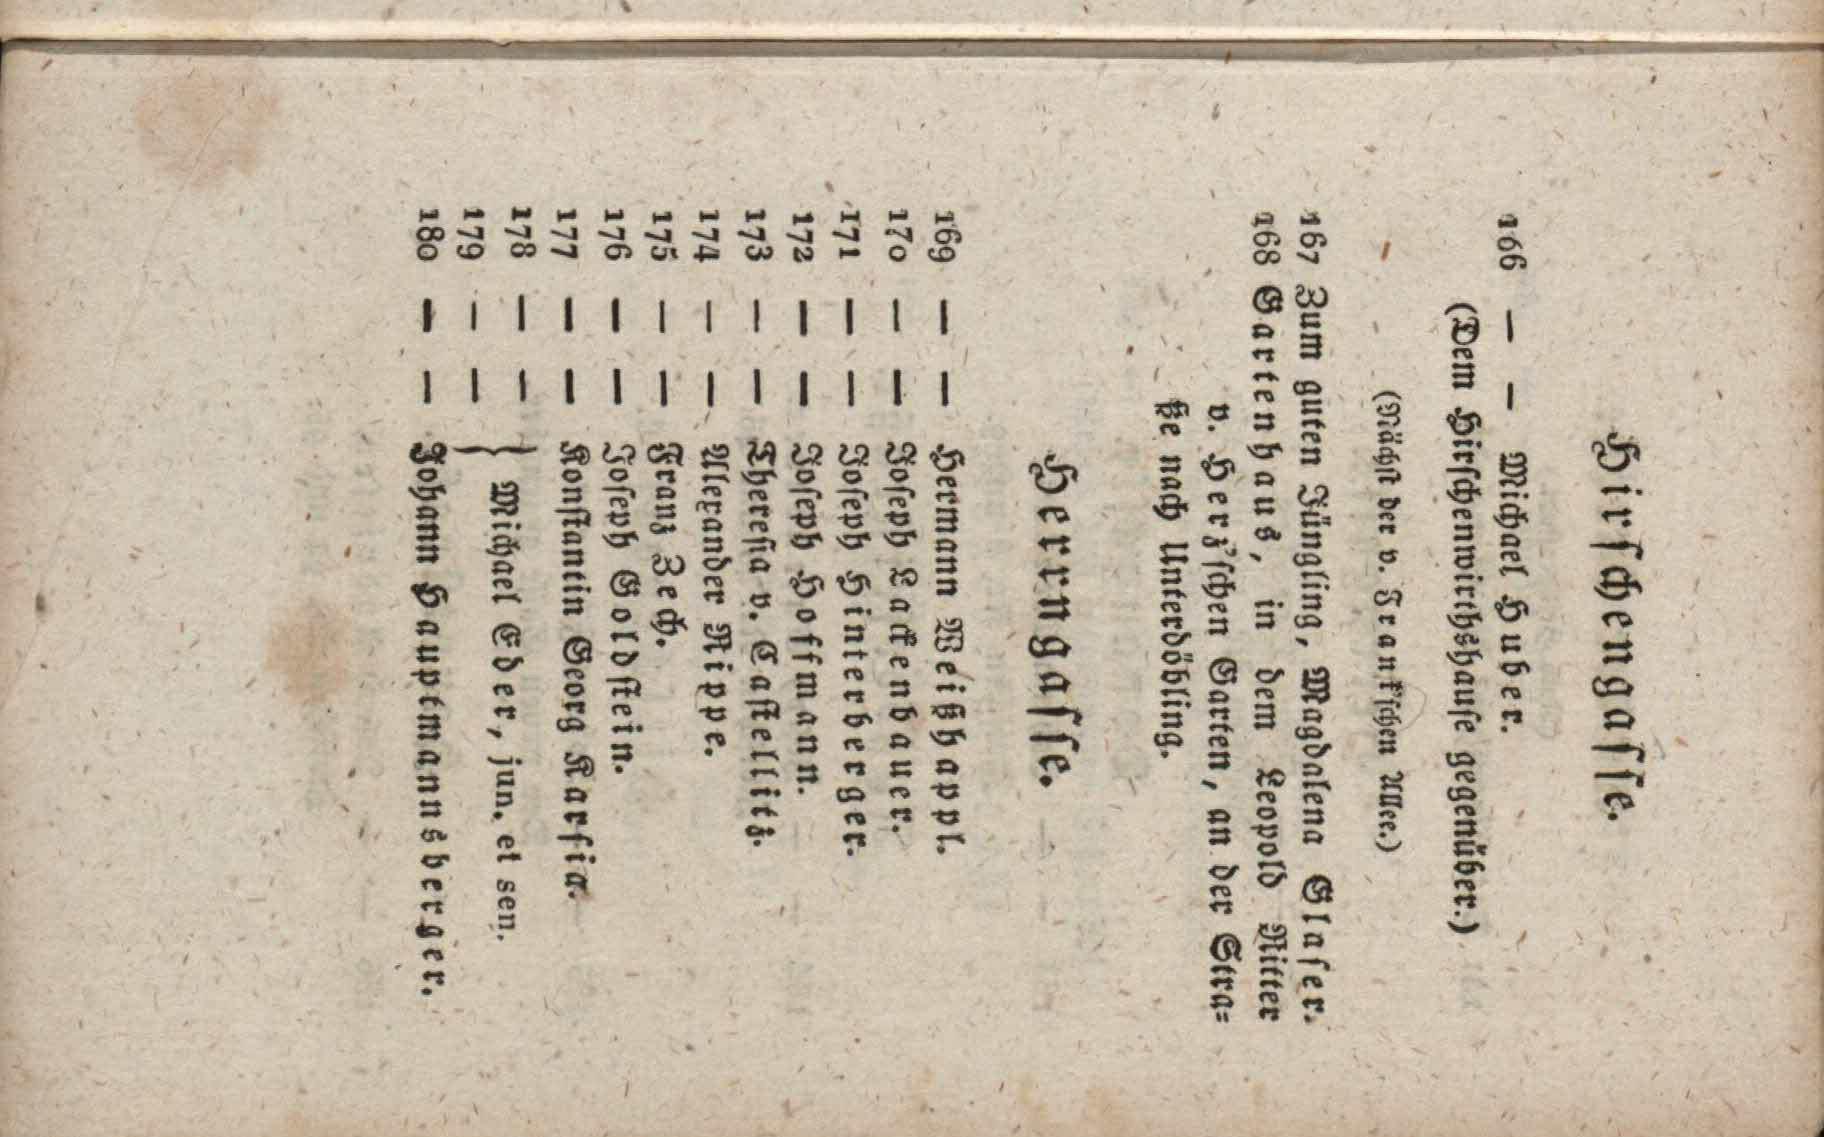 Hirschengasse.
166 — — Michael Huber.
(Dem Hirschenwirthshause gegenüber.)
(Nächst der v. Frank'schen Allee.)
167 Zum guten Jüngling, Magdalena Glaser.
168 Gartenhaus, in dem Leopold Ritter
v. Herz'schen Garten, an der Stra=
ße nach Unterdöbling.
Herrngasse.
169 — — Hermann Weißhappl.
170 — — Joseph Lackenbauer.
171 — — Joseph Hinterberger.
172 — — Joseph Hoffmann.
173 — — Theresia v. Castellitz.
174 — — Alexander Rippe.
175 — — Franz Zech.
176 — — Joseph Goldstein.
177 — — Konstantin Georg Karsia.
178 — — } Michael Eder, jun. et sen.
179 — —
180 — — Johann Hauptmannsberger.